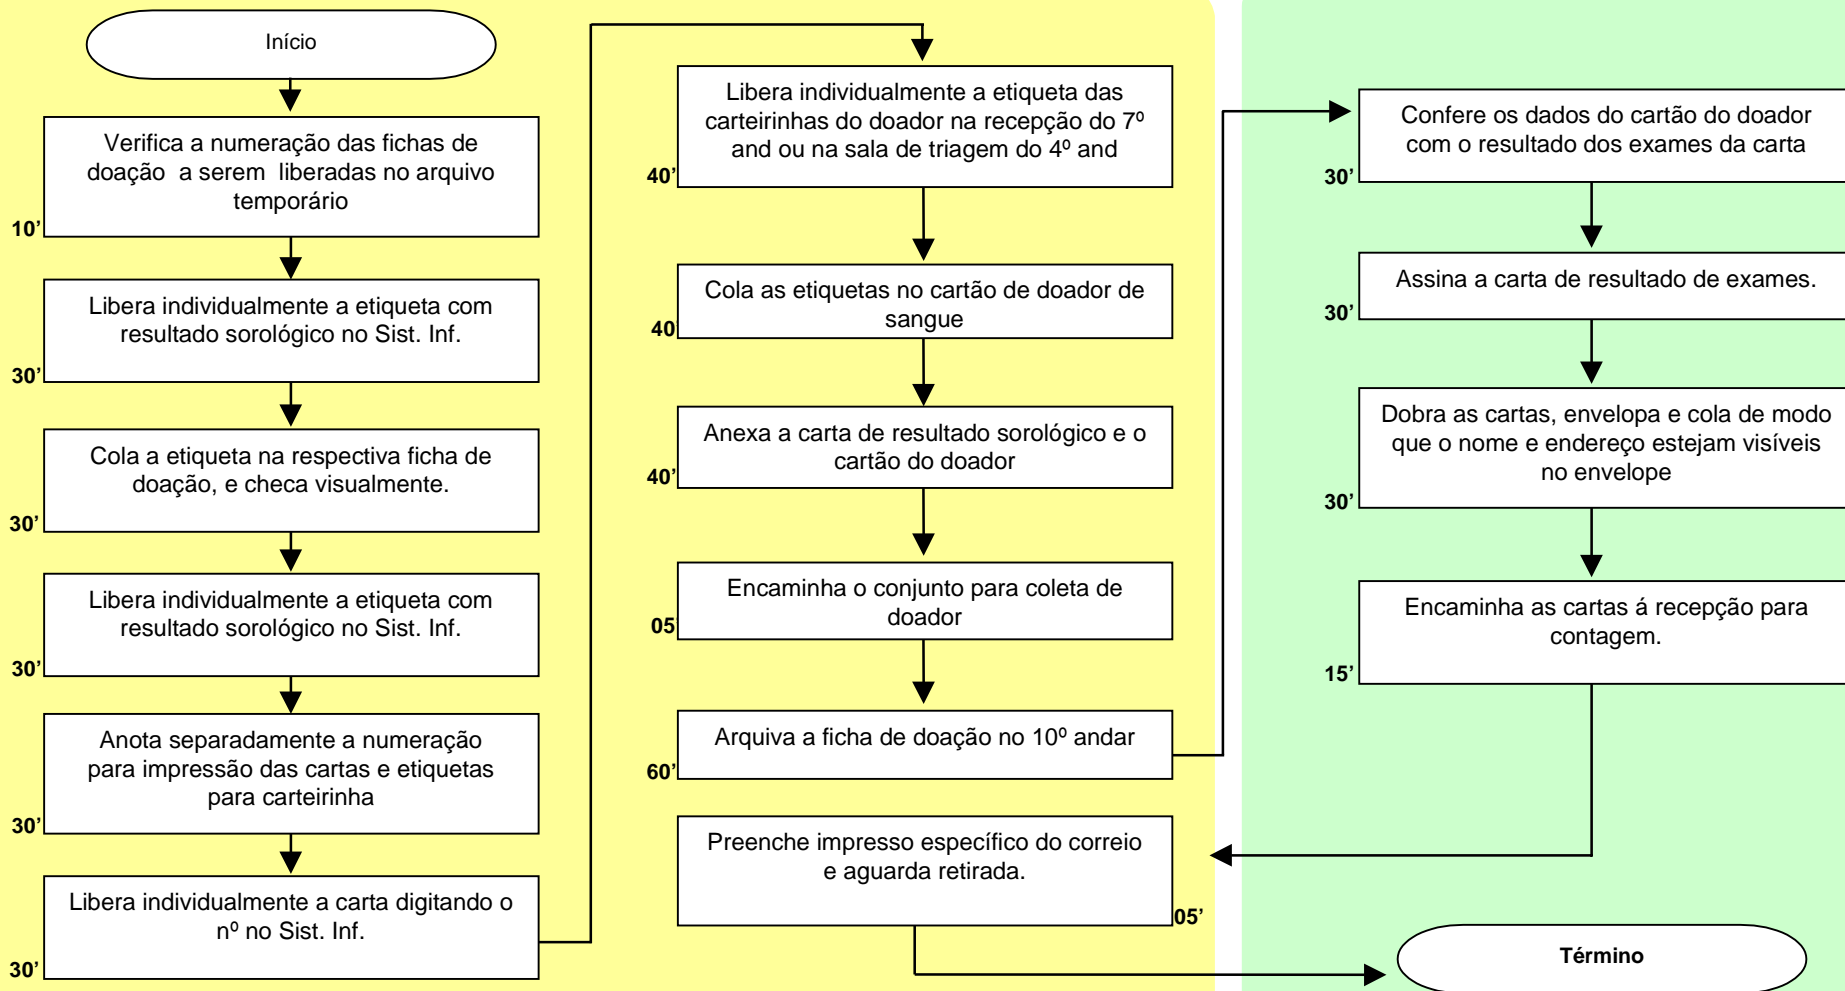 Início
Verifica a numeração das fichas de
doação a serem liberadas no arquivo
temporário
10’
Libera individualmente a etiqueta com
resultado sorológico no Sist. Inf.
30’
Cola a etiqueta na respectiva ficha de
doação, e checa visualmente.
30’
Libera individualmente a etiqueta com
resultado sorológico no Sist. Inf.
30’
Anota separadamente a numeração
para impressão das cartas e etiquetas
para carteirinha
30’
Libera individualmente a carta digitando o
nº no Sist. Inf.
30’
Libera individualmente a etiqueta das
carteirinhas do doador na recepção do 7º
and ou na sala de triagem do 4º and
40’
Cola as etiquetas no cartão de doador de
sangue
40’
Anexa a carta de resultado sorológico e o
cartão do doador
40’
Encaminha o conjunto para coleta de
doador
05’
Arquiva a ficha de doação no 10º andar
60’
Confere os dados do cartão do doador
com o resultado dos exames da carta
30’
Assina a carta de resultado de exames.
30’
Dobra as cartas, envelopa e cola de modo
que o nome e endereço estejam visíveis
no envelope
30’
Encaminha as cartas á recepção para
contagem.
15’
Preenche impresso específico do correio
e aguarda retirada.
05’
Término